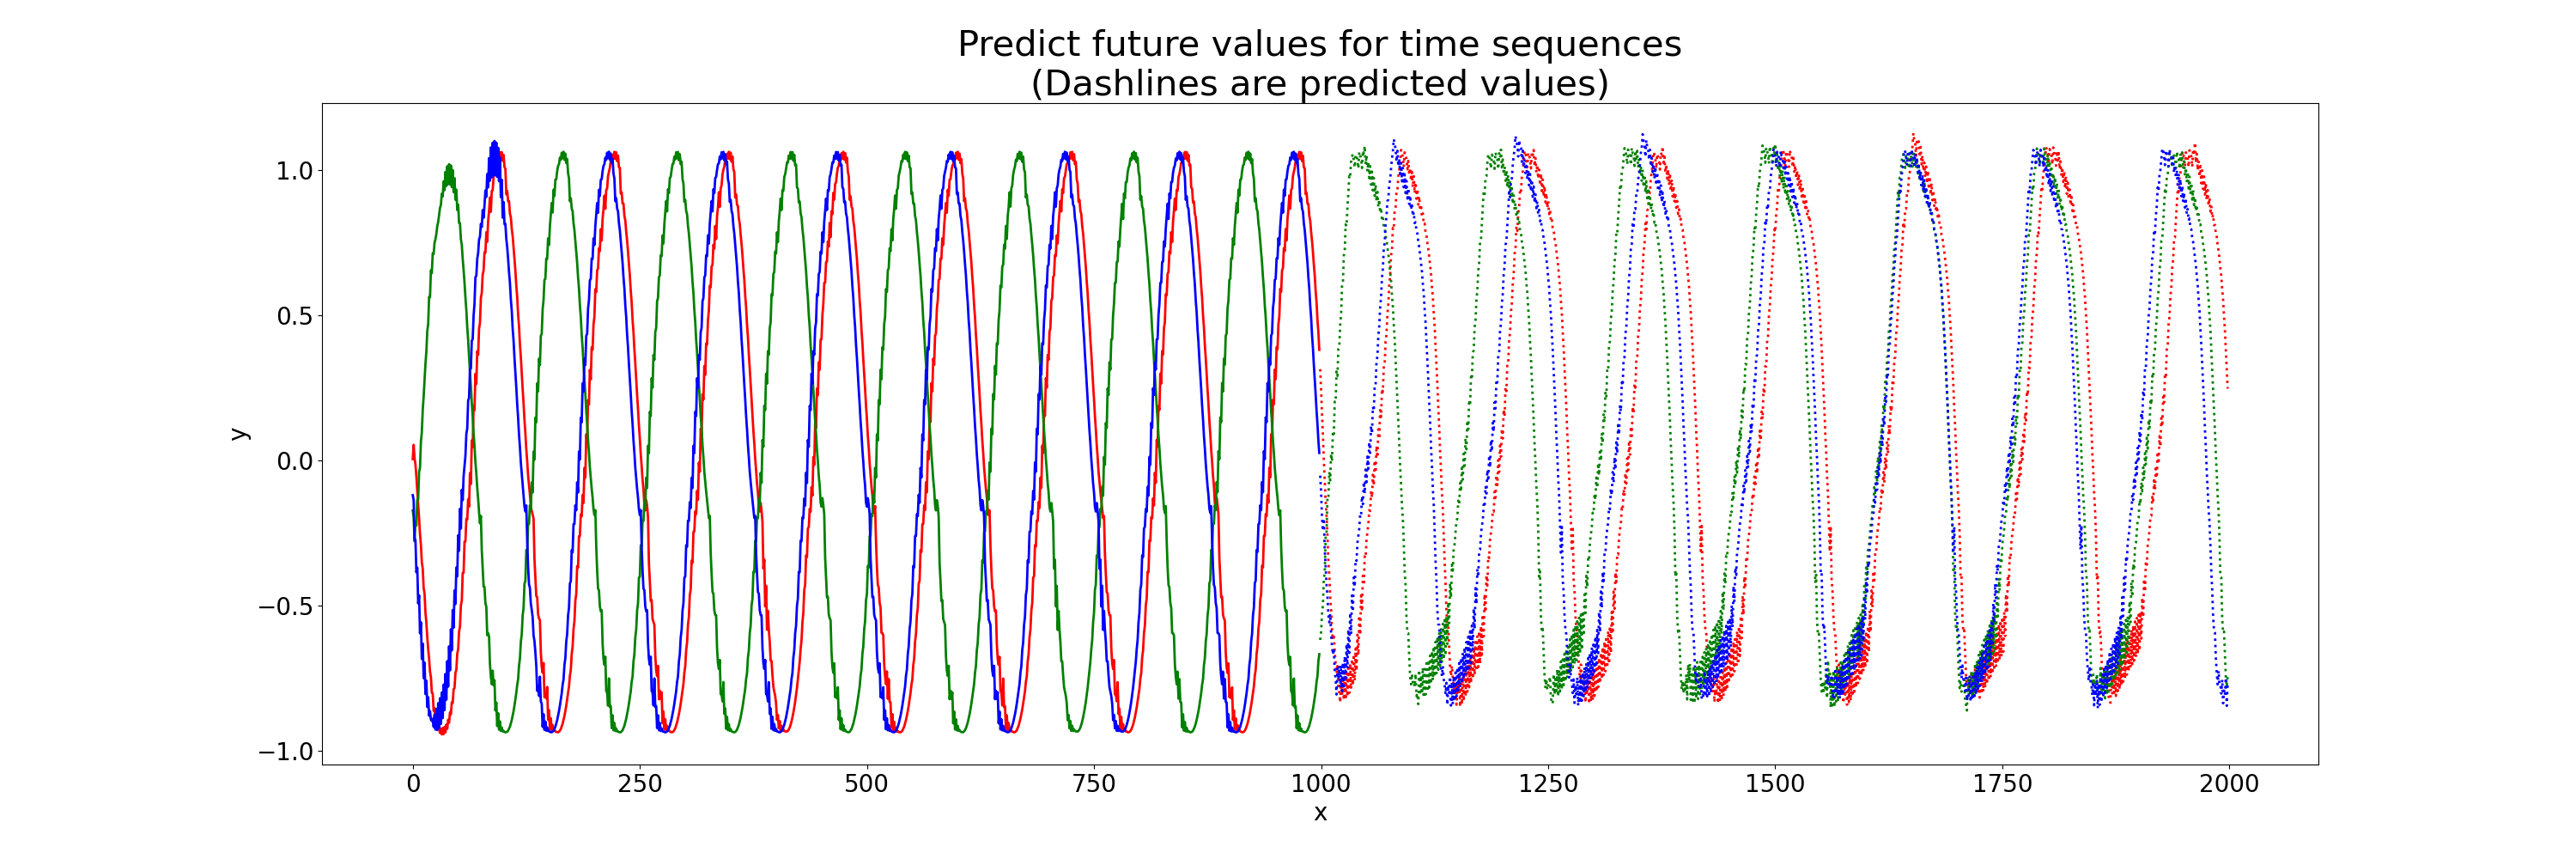 Predict future values for time sequences
(Dashlines are predicted values)
1.0
0.5
0.0
−0.5
−1.0
y
0 250 500 750 1000 1250 1500 1750 2000
x